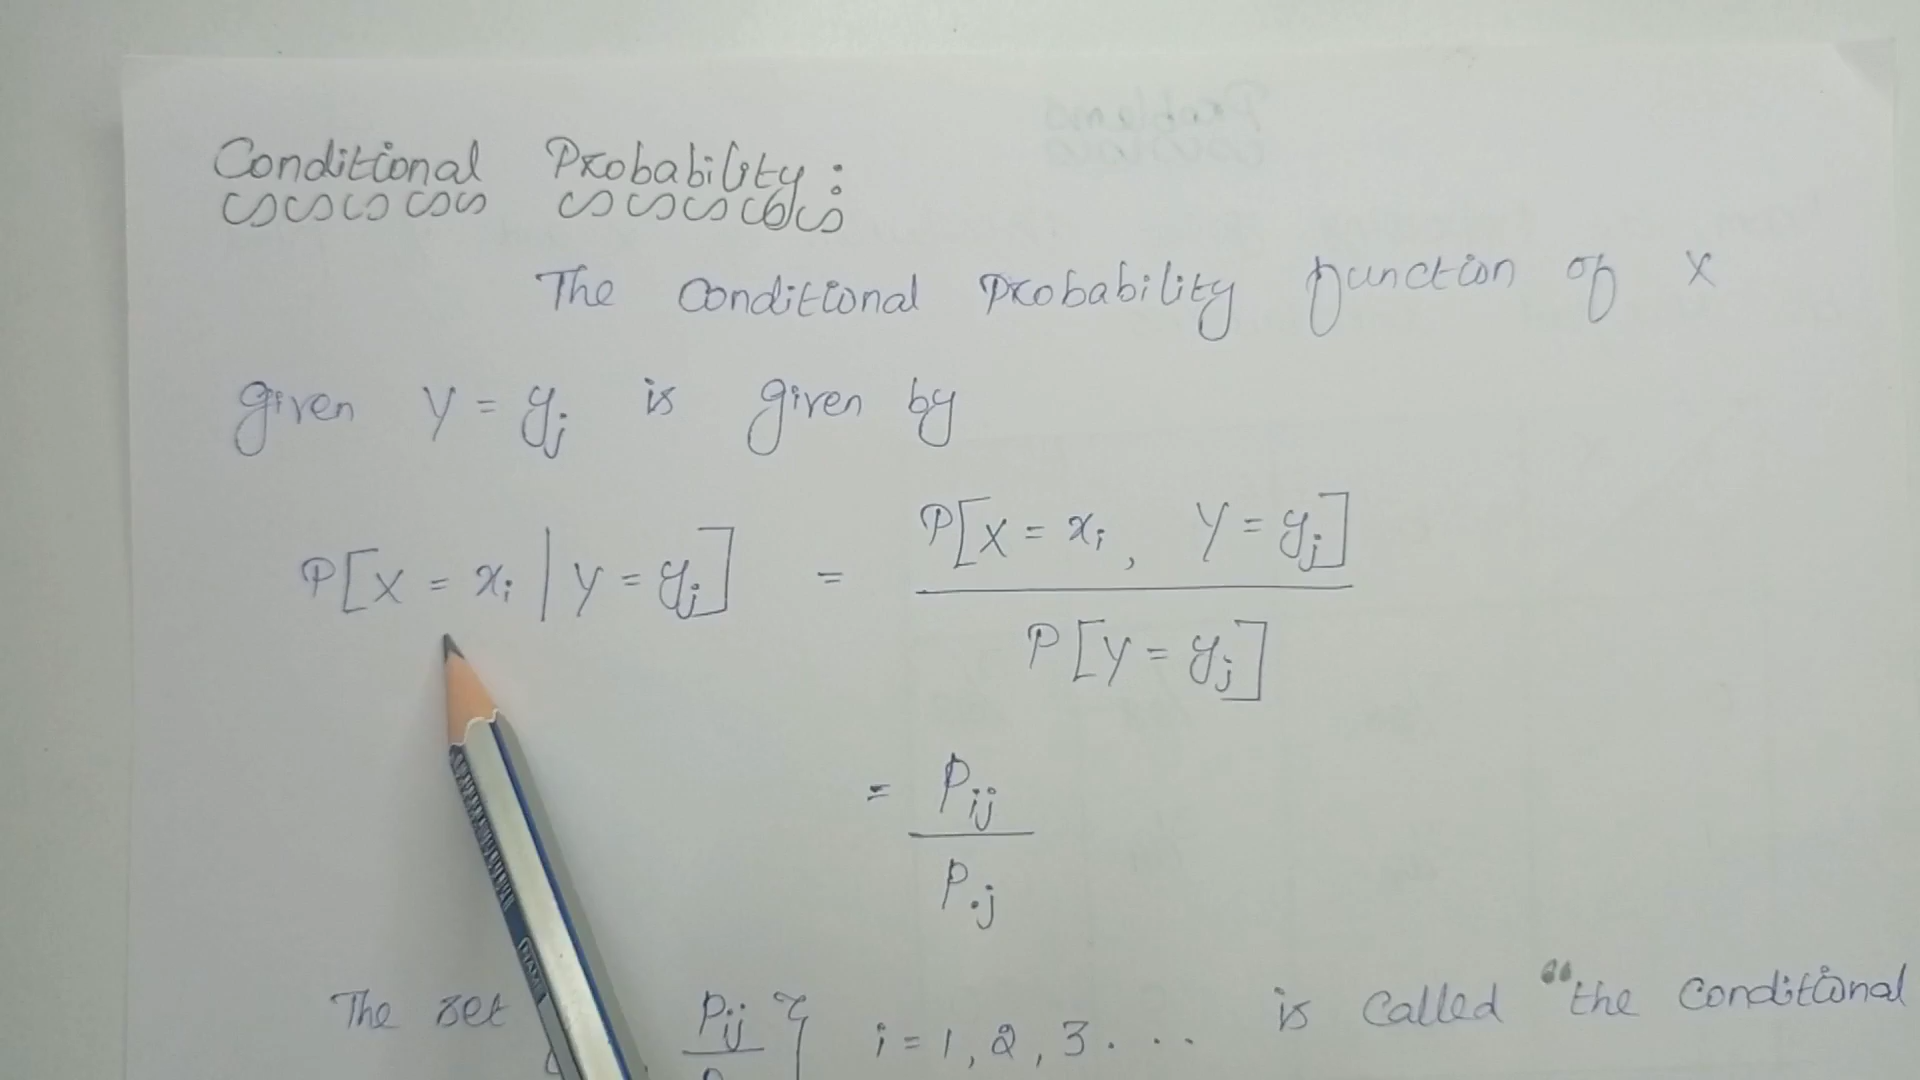 Conditional Probability:
The Conditional Probability function of X
given Y = yj is given by
P[X = xi | Y = yj] = P[X = xi, Y = yj] / P[Y = yj]
= Pij / P.j
The set { Pij } i = 1, 2, 3 . . . is called "the Conditional